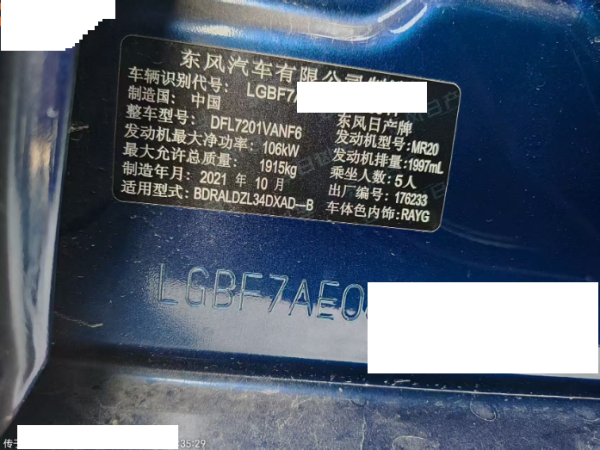 东风汽车有限公司制
车辆识别代号: LGBF7A
制造国: 中国
东风日产牌
整车型号: DFL7201VANF6
发动机型号: MR20
发动机最大净功率: 106kW
发动机排量: 1997mL
最大允许总质量: 1915kg
乘坐人数: 5人
制造年月: 2021 年 10 月
出厂编号: 176233
适用型式: BDRALDZL34DXAD—B
车体色内饰: RAYG
LGBF7AE0
传于
:35:29